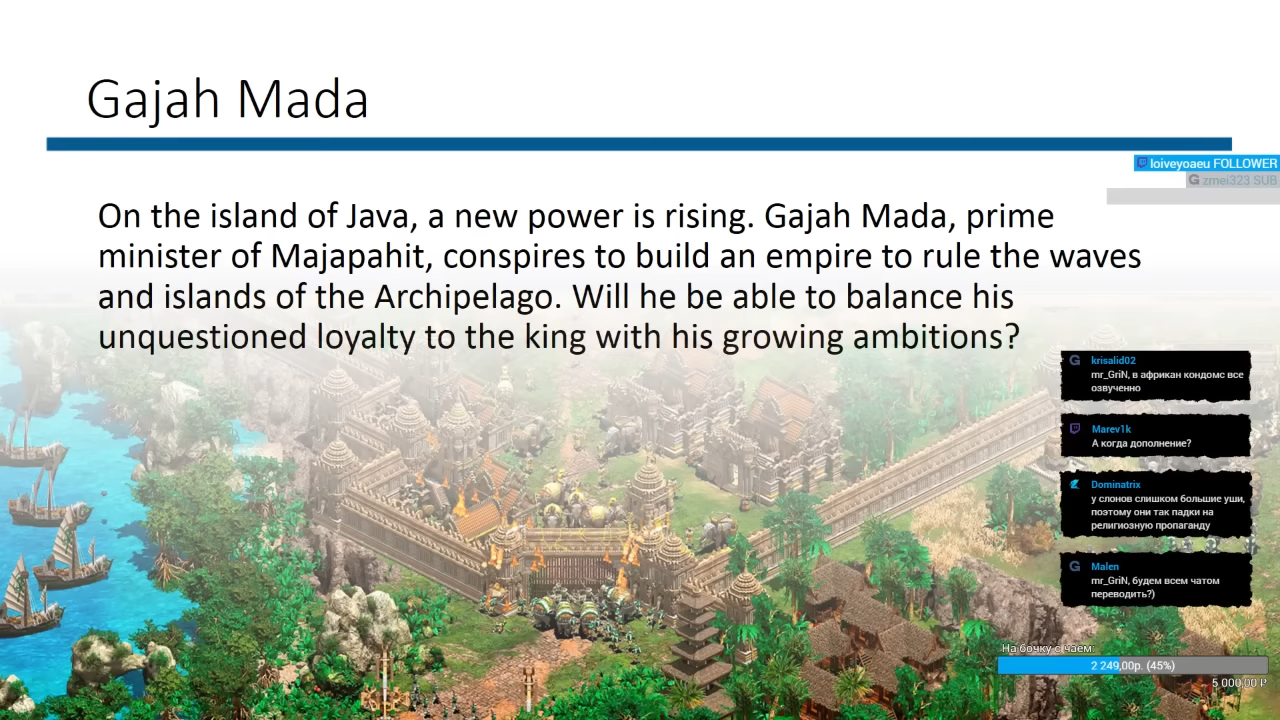 Gajah Mada
On the island of Java, a new power is rising. Gajah Mada, prime
minister of Majapahit, conspires to build an empire to rule the waves
and islands of the Archipelago. Will he be able to balance his
unquestioned loyalty to the king with his growing ambitions?
loiveyoaeu FOLLOWER
zmei323 SUB
krisalid02
mr_GriN, в африкан кондомс все
озвученно
Marev1k
А когда дополнение?
Dominatrix
у слонов слишком большие уши,
поэтому они так падки на
религиозную пропаганду
Malen
mr_GriN, будем всем чатом
переводить?)
На бочку с чаем:
2 249,00р. (45%)
5 000,00 Р